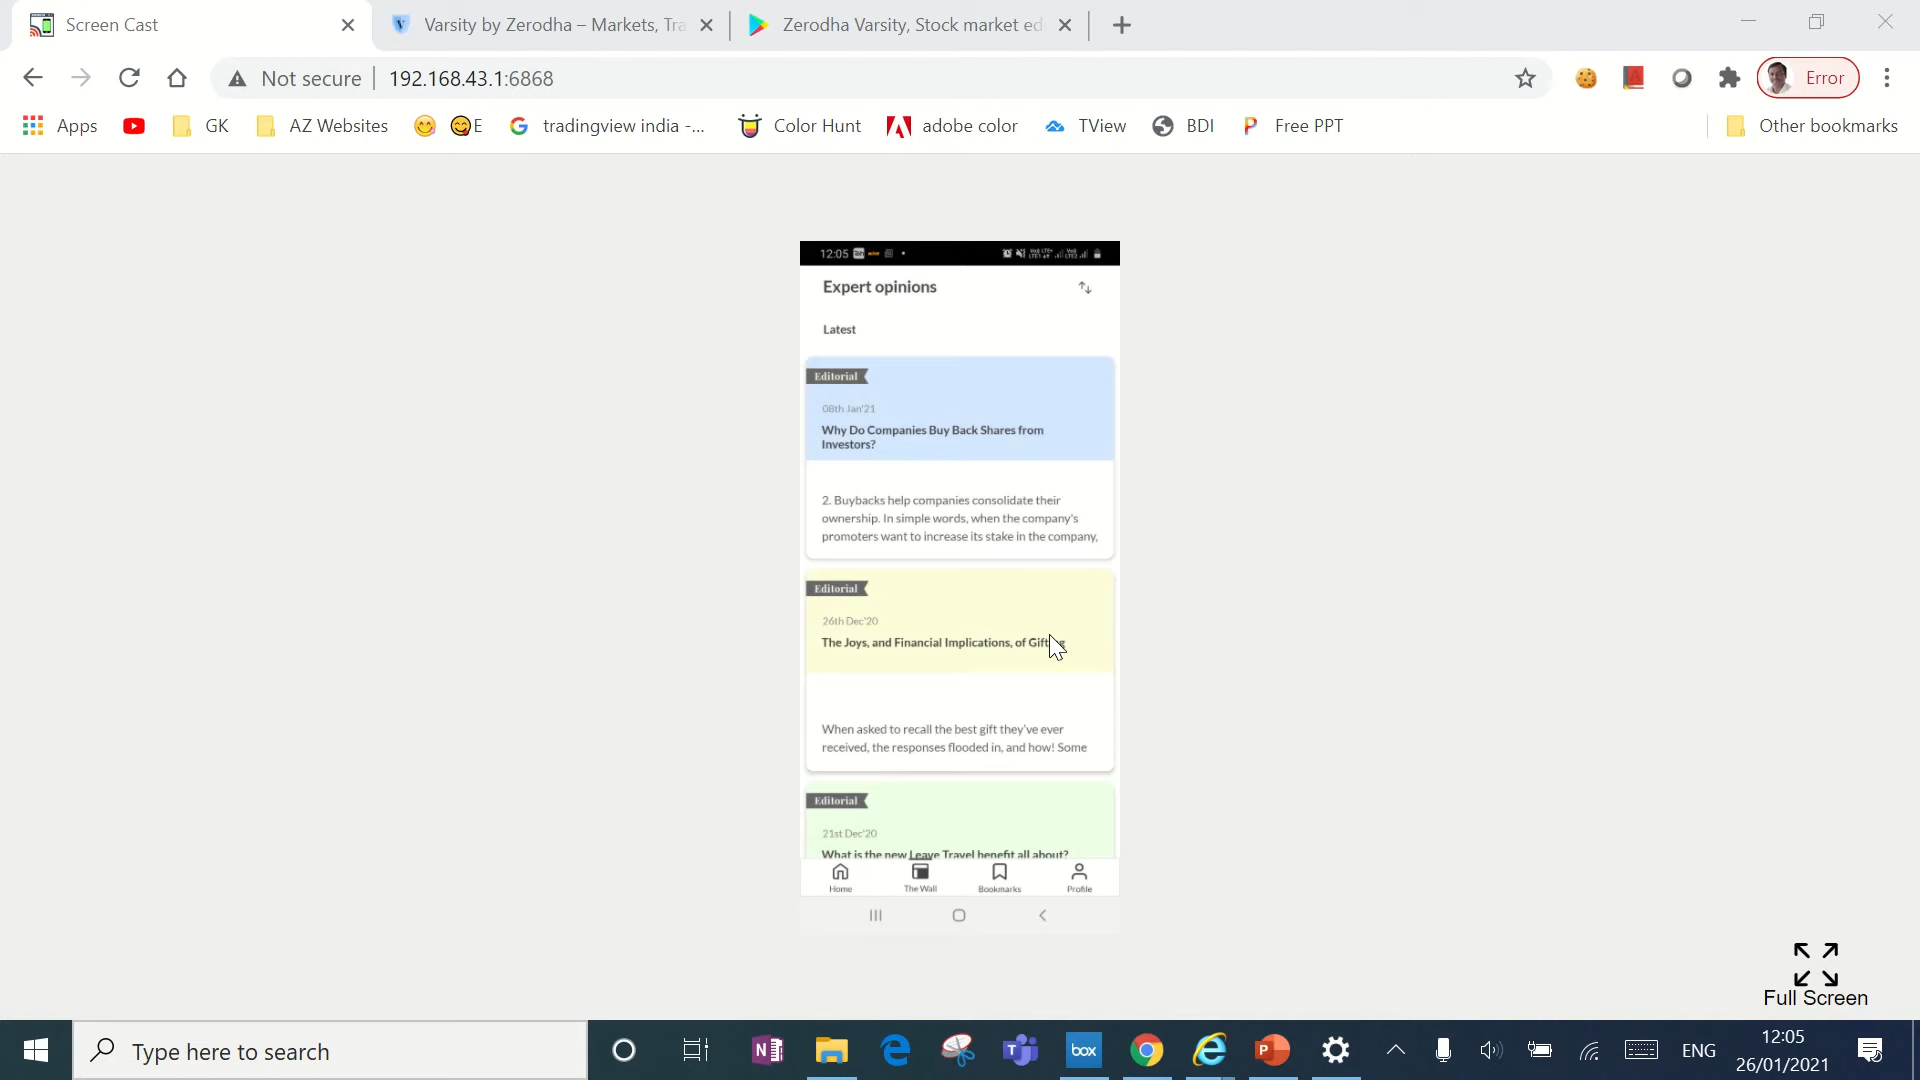 Screen Cast
Varsity by Zerodha – Markets, Tra
Zerodha Varsity, Stock market ed
Not secure
192.168.43.1:6868
Error
Apps
GK
AZ Websites
E
tradingview india -...
Color Hunt
adobe color
TView
BDI
Free PPT
Other bookmarks
12:05
Expert opinions
Latest
Editorial
08th Jan'21
Why Do Companies Buy Back Shares from
Investors?
2. Buybacks help companies consolidate their
ownership. In simple words, when the company's
promoters want to increase its stake in the company,
Editorial
26th Dec'20
The Joys, and Financial Implications, of Gifting
When asked to recall the best gift they've ever
received, the responses flooded in, and how! Some
Editorial
21st Dec'20
What is the new Leave Travel benefit all about?
Home
The Wall
Bookmarks
Profile
Full Screen
Type here to search
box
ENG
12:05
26/01/2021